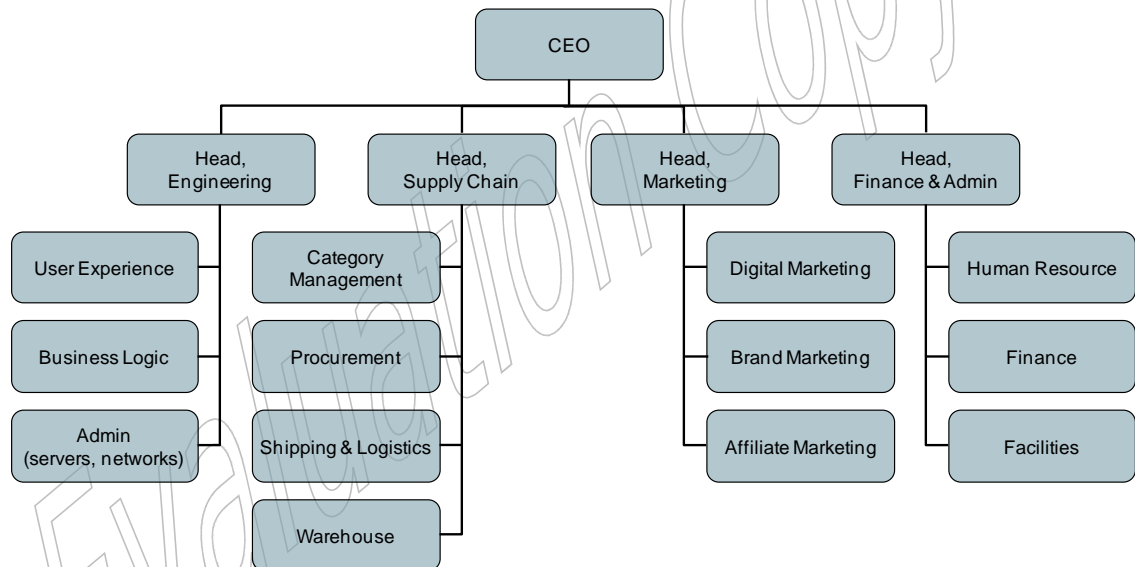 CEO
Head,
Engineering
Head,
Supply Chain
Head,
Marketing
Head,
Finance & Admin
User Experience
Business Logic
Admin
(servers, networks)
Category
Management
Procurement
Shipping & Logistics
Warehouse
Digital Marketing
Brand Marketing
Affiliate Marketing
Human Resource
Finance
Facilities
Evaluation Copy